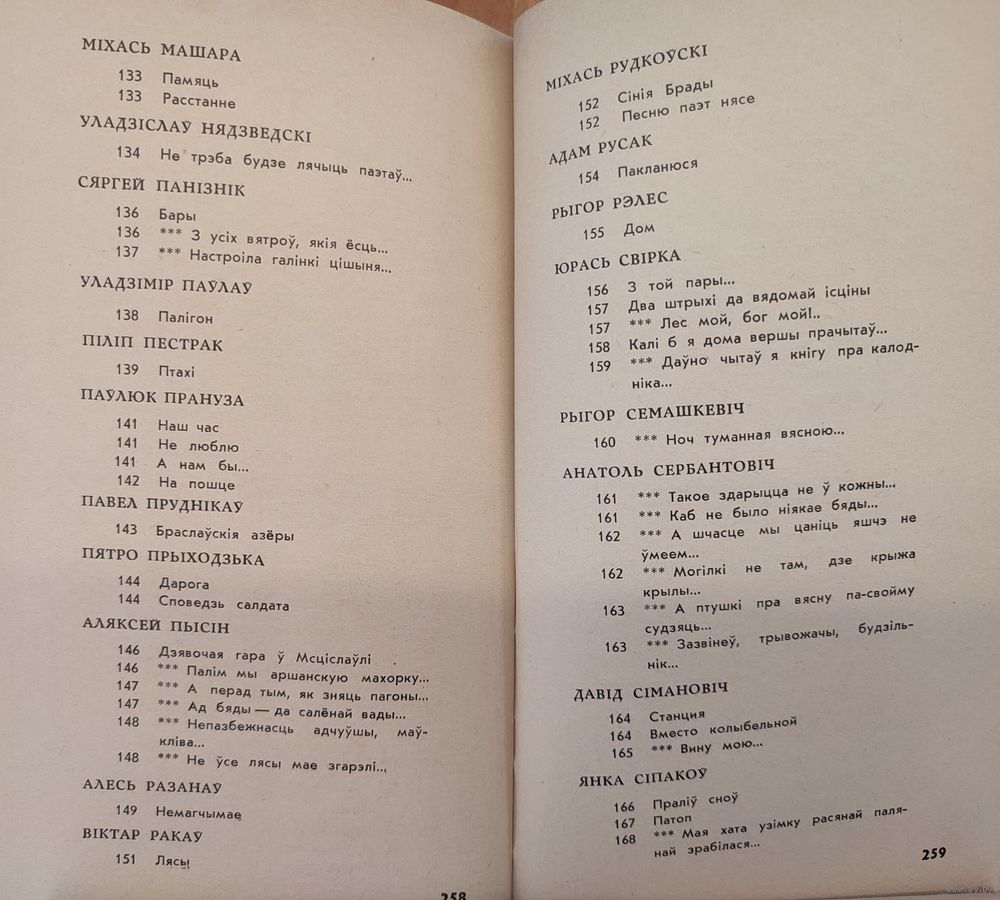 МІХАСЬ МАШАРА
133 Памяць
133 Расстанне
УЛАДЗІСЛАЎ НЯДЗВЕДСКІ
134 Не трэба будзе лячыць паэтаў...
СЯРГЕЙ ПАНІЗНІК
136 Бары
136 *** З усіх вятроў, якія ёсць...
137 *** Настроіла галінкі цішыня...
УЛАДЗІМІР ПАЎЛАЎ
138 Палігон
ПІЛІП ПЕСТРАК
139 Птахі
ПАЎЛЮК ПРАНУЗА
141 Наш час
141 Не люблю
141 А нам бы...
142 На пошце
ПАВЕЛ ПРУДНІКАЎ
143 Браслаўскія азёры
ПЯТРО ПРЫХОДЗЬКА
144 Дарога
144 Споведзь салдата
АЛЯКСЕЙ ПЫСІН
146 Дзявочая гара ў Мсціслаўлі
146 *** Палім мы аршанскую махорку...
147 *** А перад тым, як зняць пагоны...
147 *** Ад бяды — да салёнай вады...
148 *** Непазбежнасць адчуўшы, маў-
кліва...
148 *** Не ўсе лясы мае згарэлі...
АЛЕСЬ РАЗАНАЎ
149 Немагчымае
ВІКТАР РАКАЎ
151 Лясы
258
МІХАСЬ РУДКОЎСКІ
152 Сінія Брады
152 Песню паэт нясе
АДАМ РУСАК
154 Пакланюся
РЫГОР РЭЛЕС
155 Дом
ЮРАСЬ СВІРКА
156 З той пары...
157 Два штрыхі да вядомай ісціны
157 *** Лес мой, бог мой!..
158 Калі б я дома вершы прачытаў...
159 *** Даўно чытаў я кнігу пра калод-
ніка...
РЫГОР СЕМАШКЕВІЧ
160 *** Ноч туманная вясною...
АНАТОЛЬ СЕРБАНТОВІЧ
161 *** Такое здарыцца не ў кожны...
161 *** Каб не было ніякае бяды...
162 *** А шчасце мы цаніць яшчэ не
ўмеем...
162 *** Могілкі не там, дзе крыжа
крылы...
163 *** А птушкі пра вясну па-свойму
судзяць...
163 *** Зазвінеў, трывожачы, будзіль-
нік...
ДАВІД СІМАНОВІЧ
164 Станция
164 Вместо колыбельной
165 *** Вину мою...
ЯНКА СІПАКОЎ
166 Праліў сноў
167 Патоп
168 *** Мая хата узімку расянай паля-
най зрабілася...
259